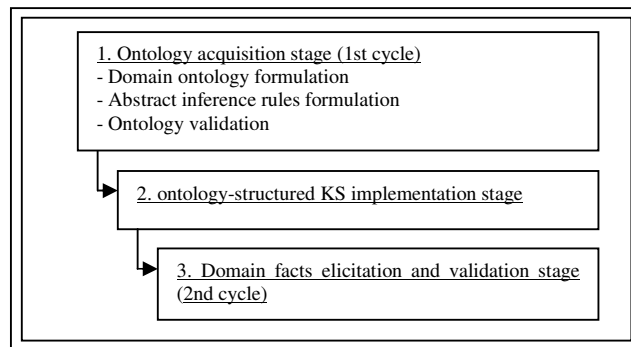 1. Ontology acquisition stage (1st cycle)
- Domain ontology formulation
- Abstract inference rules formulation
- Ontology validation
2. ontology-structured KS implementation stage
3. Domain facts elicitation and validation stage
(2nd cycle)